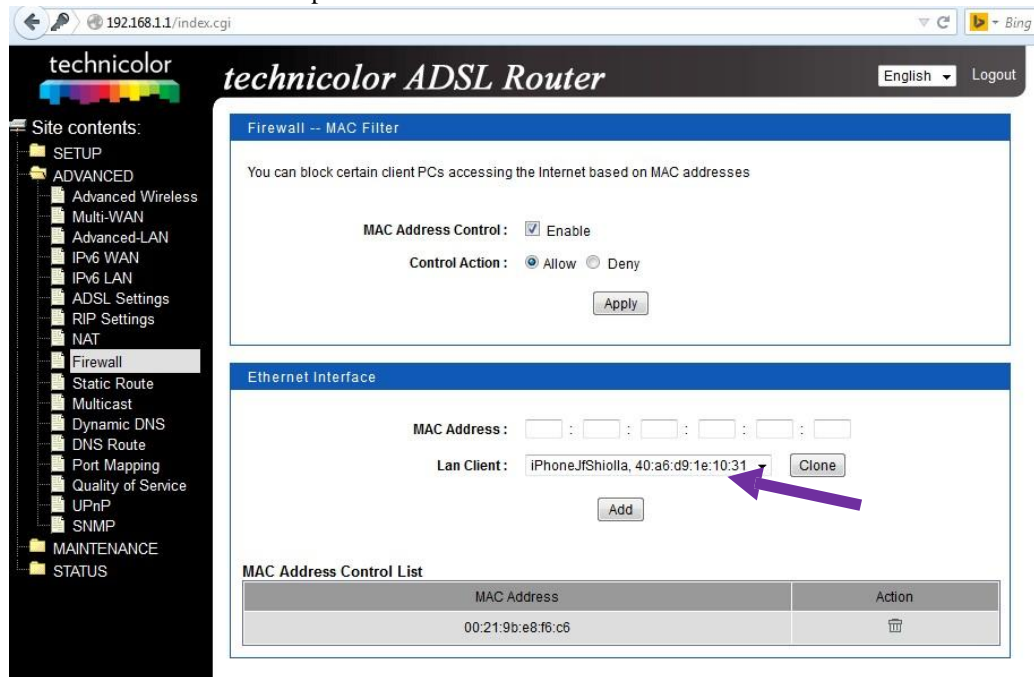 192.168.1.1/index.cgi
Bing
technicolor
technicolor ADSL Router
English
Logout
Site contents:
SETUP
ADVANCED
Advanced Wireless
Multi-WAN
Advanced-LAN
IPv6 WAN
IPv6 LAN
ADSL Settings
RIP Settings
NAT
Firewall
Static Route
Multicast
Dynamic DNS
DNS Route
Port Mapping
Quality of Service
UPnP
SNMP
MAINTENANCE
STATUS
Firewall -- MAC Filter
You can block certain client PCs accessing the Internet based on MAC addresses
MAC Address Control : Enable
Control Action : Allow Deny
Apply
Ethernet Interface
MAC Address : : : : : :
Lan Client : iPhoneJfShiolla, 40:a6:d9:1e:10:31 Clone
Add
MAC Address Control List
MAC Address Action
00:21:9b:e8:f6:c6